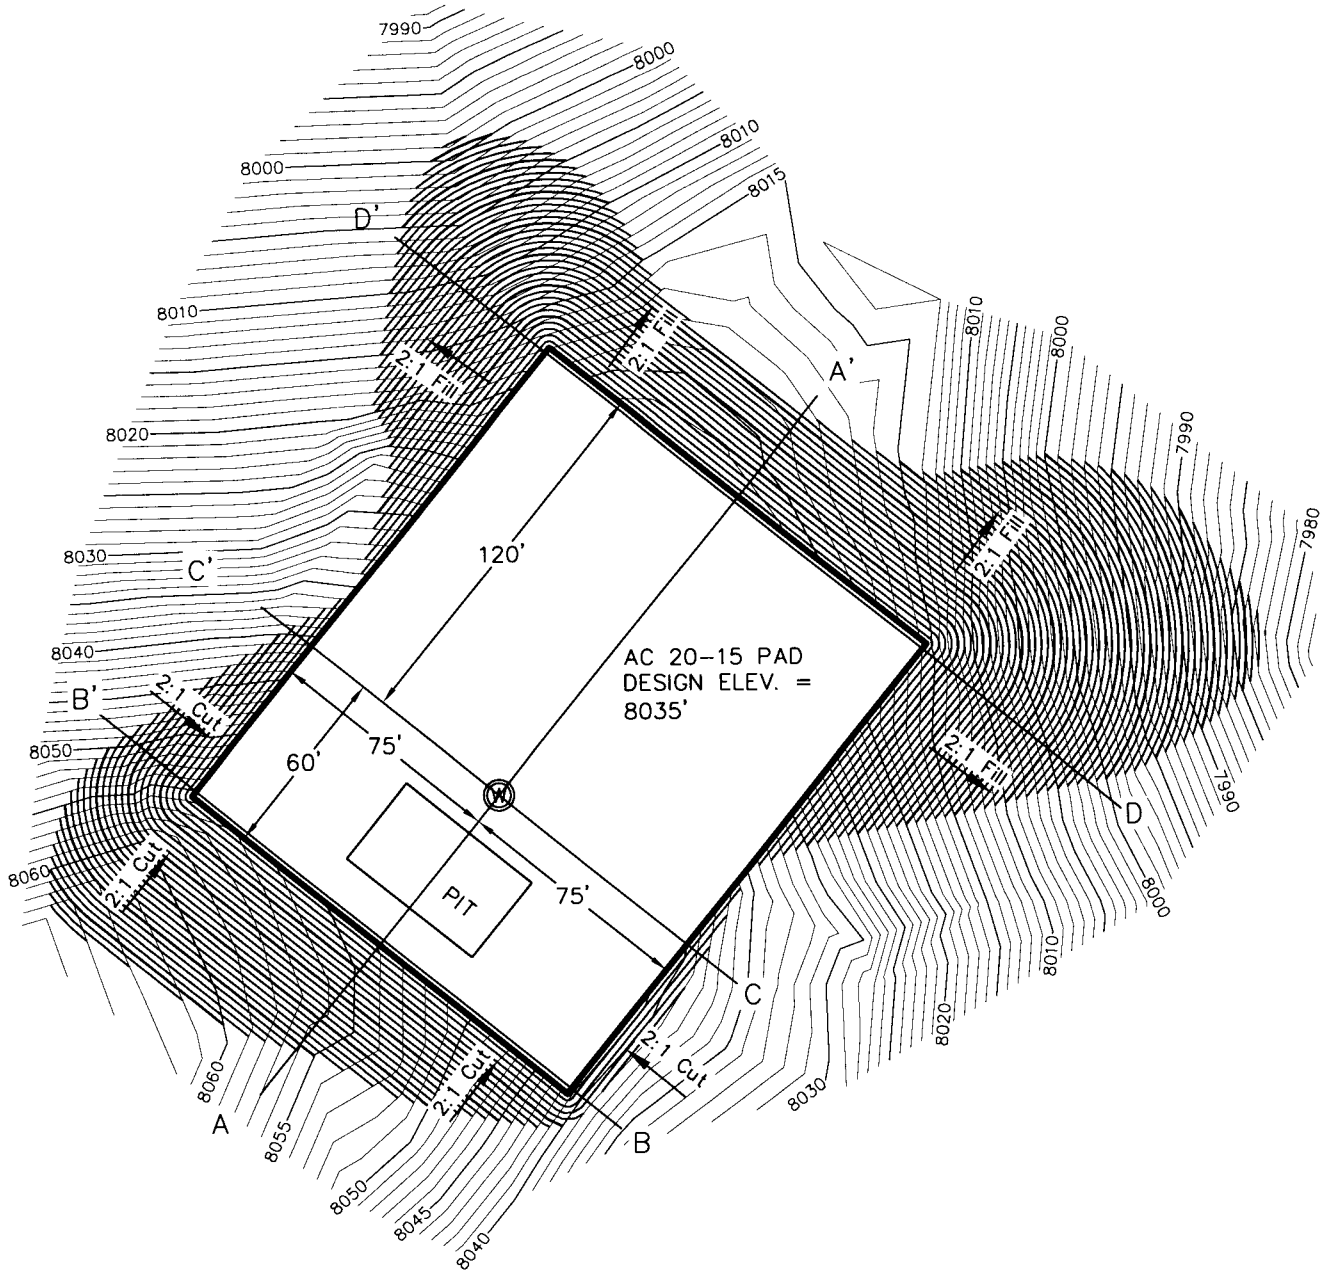 7990
8000
8010
8015
8000
D'
8010
2:1 Fill
2:1 Fill
A'
8010
8000
7990
7980
8020
8030
C'
120'
2:1 Fill
8040
B'
2:1 Cut
AC 20-15 PAD
DESIGN ELEV. =
8035'
75'
60'
8050
W
2:1 Fill
7990
D
8060
2:1 Cut
PIT
75'
8000
8010
C
8020
2:1 Cut
2:1 Cut
8030
8060
A
8055
B
8050
8045
8040